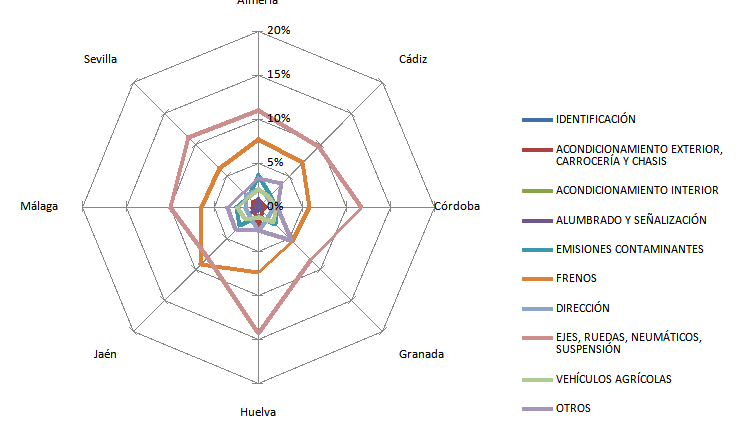 Almería
20%
Sevilla
Cádiz
15%
10%
5%
Málaga
0%
Córdoba
Jaén
Granada
Huelva
IDENTIFICACIÓN
ACONDICIONAMIENTO EXTERIOR,
CARROCERÍA Y CHASIS
ACONDICIONAMIENTO INTERIOR
ALUMBRADO Y SEÑALIZACIÓN
EMISIONES CONTAMINANTES
FRENOS
DIRECCIÓN
EJES, RUEDAS, NEUMÁTICOS,
SUSPENSIÓN
VEHÍCULOS AGRÍCOLAS
OTROS